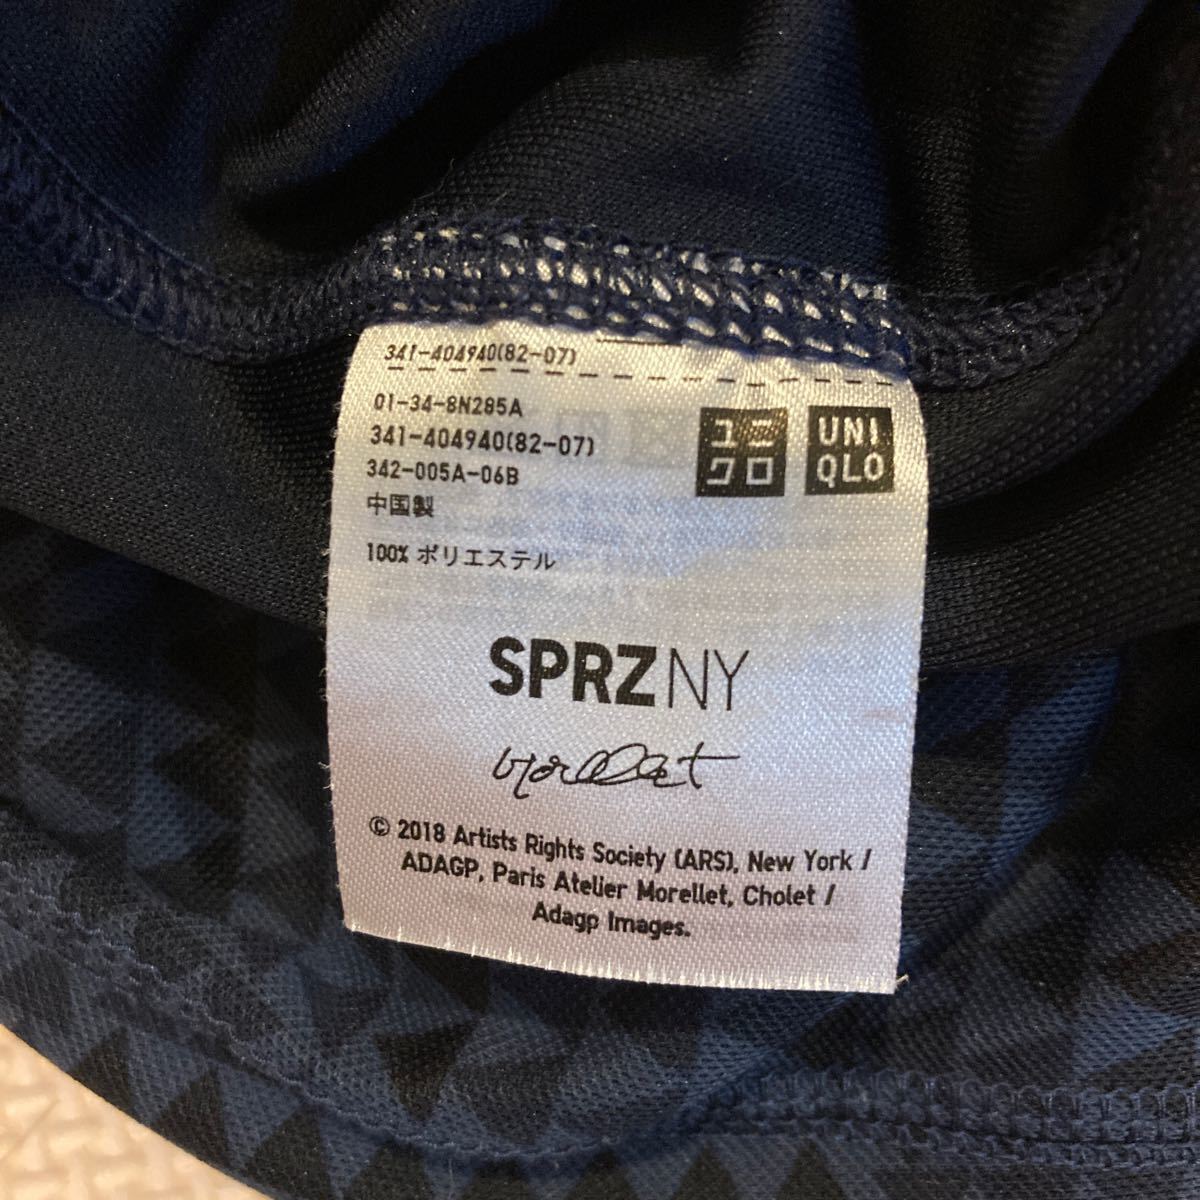 341-404940(82-07)
01-34-8N285A
341-404940(82-07)
342-005A-06B
中国製
100% ポリエステル
ユニ
クロ
UNI
QLO
SPRZ NY
Morellet
© 2018 Artists Rights Society (ARS), New York /
ADAGP, Paris Atelier Morellet, Cholet /
Adagp Images.